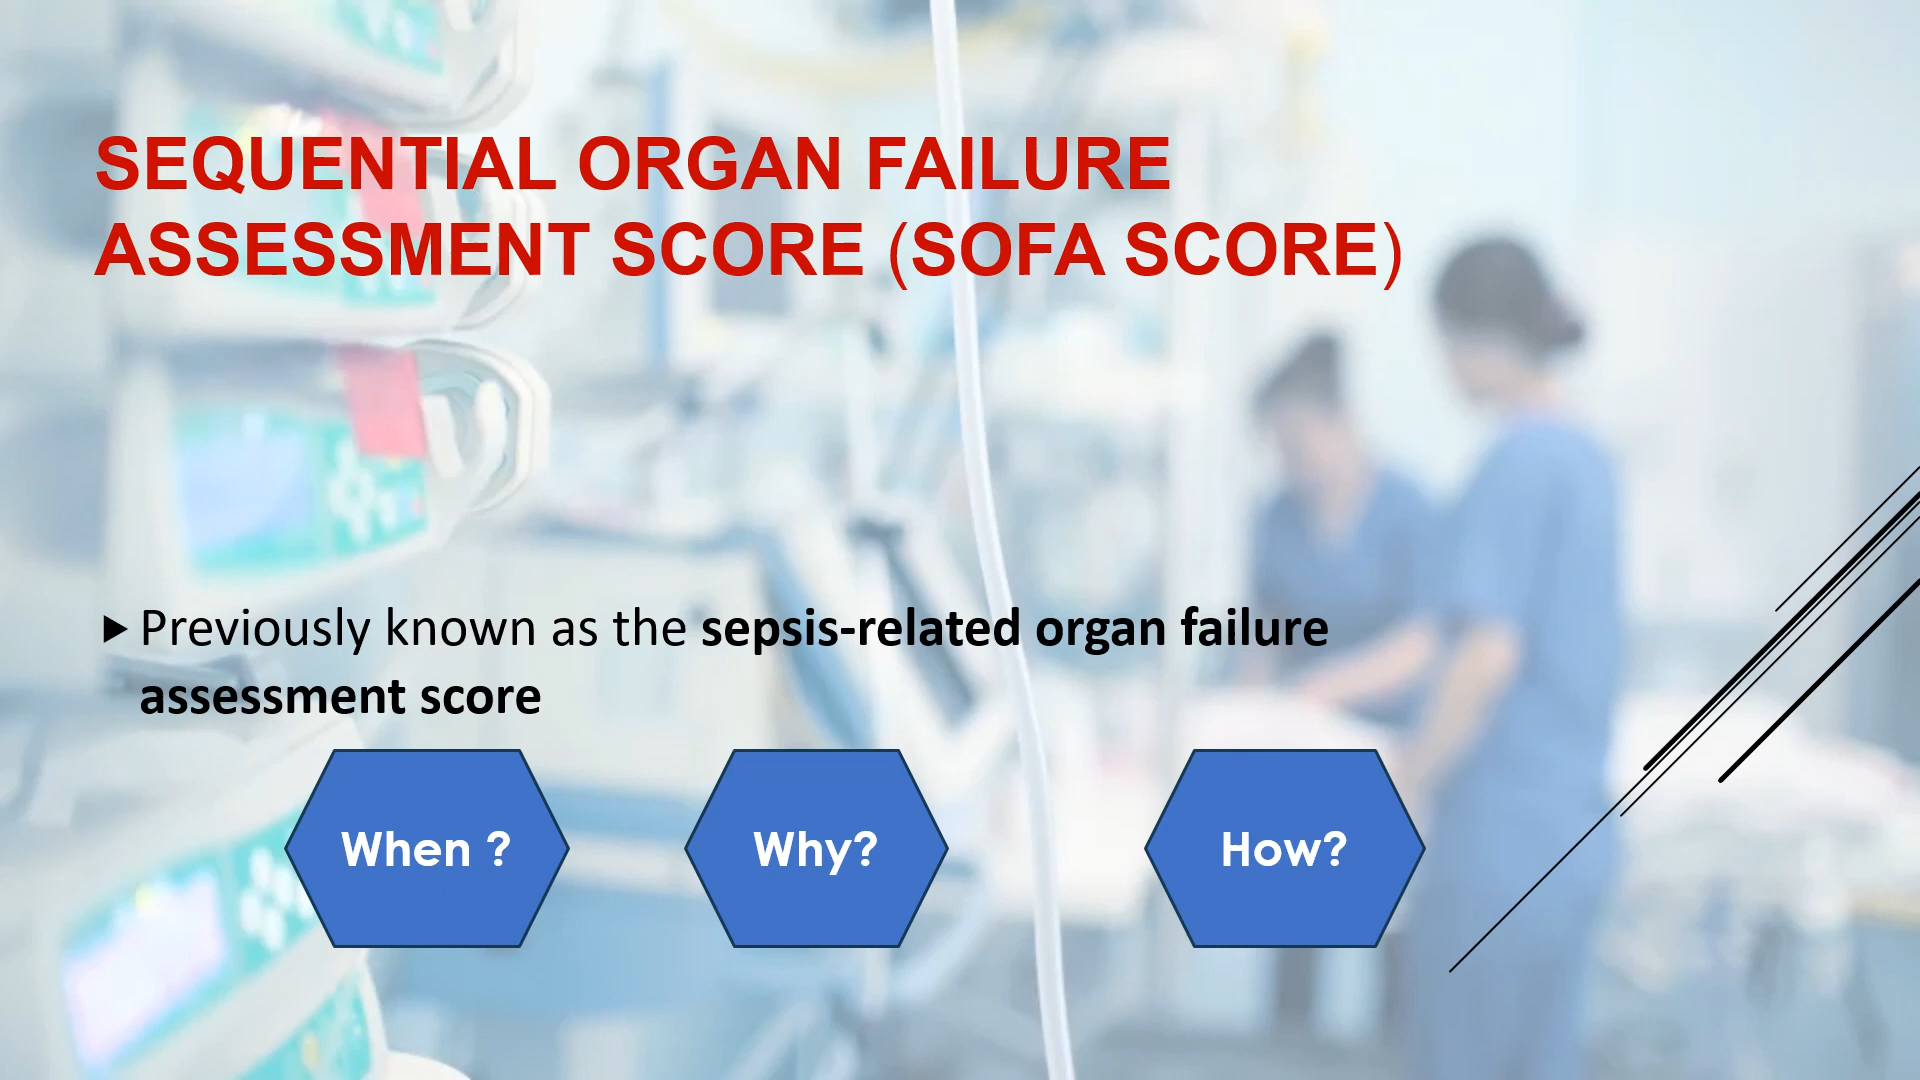 SEQUENTIAL ORGAN FAILURE
ASSESSMENT SCORE (SOFA SCORE)
Previously known as the sepsis-related organ failure
assessment score
When ?
Why?
How?